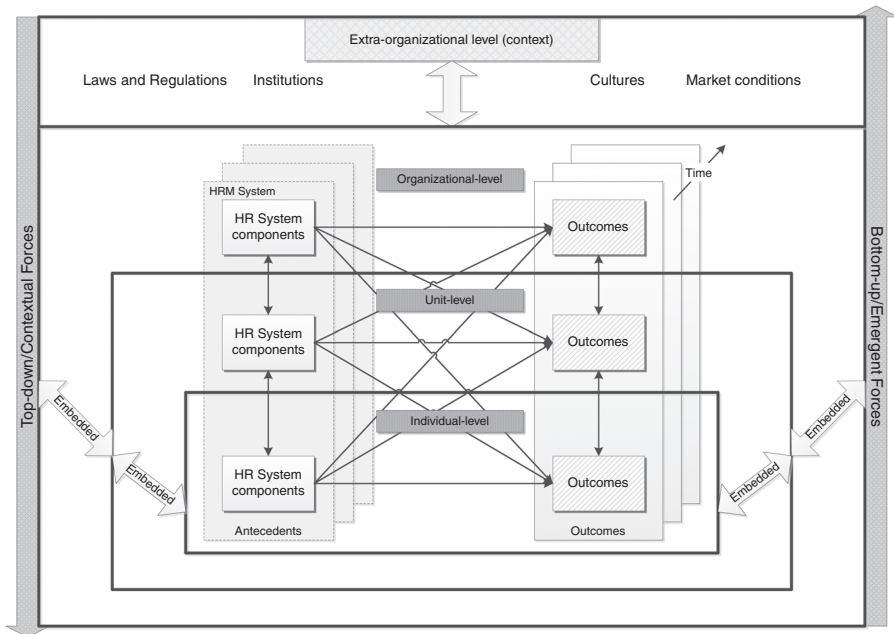 Extra-organizational level (context)
Laws and Regulations
Institutions
Cultures
Market conditions
Top-down/Contextual Forces
Bottom-up/Emergent Forces
Organizational-level
Time
HRM System
HR System
components
Outcomes
Unit-level
HR System
components
Outcomes
Individual-level
HR System
components
Outcomes
Embedded
Embedded
Embedded
Embedded
Antecedents
Outcomes